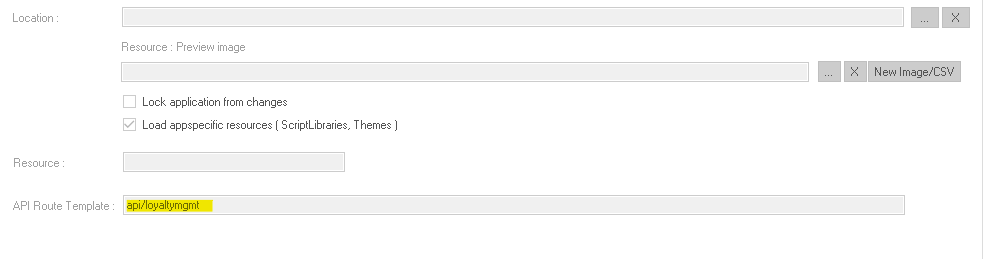 Location :
... X
Resource : Preview image
... X New Image/CSV
Lock application from changes
Load appspecific resources ( ScriptLibraries, Themes )
Resource :
API Route Template : api/loyaltymgmt